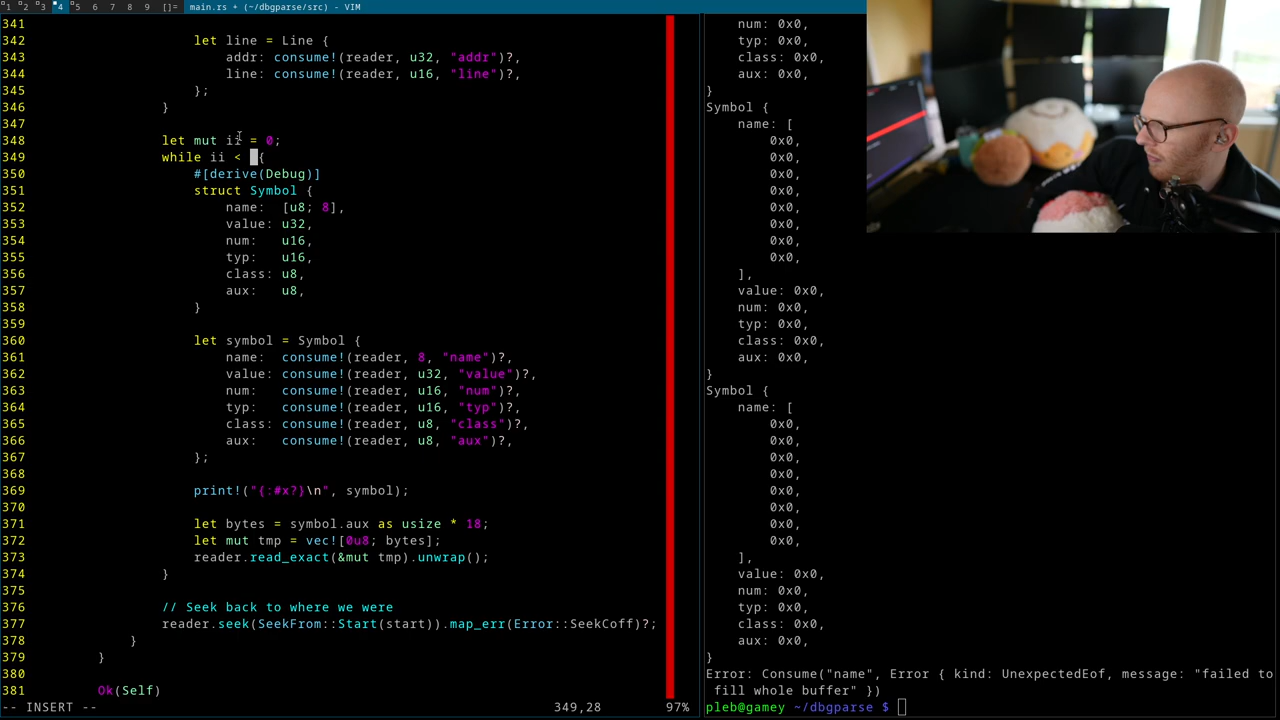 1 2 3 4 5 6 7 8 9 []= main.rs + (~/dbgparse/src) - VIM
341
342 let line = Line {
343 addr: consume!(reader, u32, "addr")?,
344 line: consume!(reader, u16, "line")?,
345 };
346 }
347
348 let mut ii = 0;
349 while ii < {
350 #[derive(Debug)]
351 struct Symbol {
352 name: [u8; 8],
353 value: u32,
354 num: u16,
355 typ: u16,
356 class: u8,
357 aux: u8,
358 }
359
360 let symbol = Symbol {
361 name: consume!(reader, 8, "name")?,
362 value: consume!(reader, u32, "value")?,
363 num: consume!(reader, u16, "num")?,
364 typ: consume!(reader, u16, "typ")?,
365 class: consume!(reader, u8, "class")?,
366 aux: consume!(reader, u8, "aux")?,
367 };
368
369 print!("{:#x?}\n", symbol);
370
371 let bytes = symbol.aux as usize * 18;
372 let mut tmp = vec![0u8; bytes];
373 reader.read_exact(&mut tmp).unwrap();
374 }
375
376 // Seek back to where we were
377 reader.seek(SeekFrom::Start(start)).map_err(Error::SeekCoff)?;
378 }
379 }
380
381 Ok(Self)
-- INSERT -- 349,28 97%
num: 0x0,
typ: 0x0,
class: 0x0,
aux: 0x0,
}
Symbol {
name: [
0x0,
0x0,
0x0,
0x0,
0x0,
0x0,
0x0,
0x0,
],
value: 0x0,
num: 0x0,
typ: 0x0,
class: 0x0,
aux: 0x0,
}
Symbol {
name: [
0x0,
0x0,
0x0,
0x0,
0x0,
0x0,
0x0,
0x0,
],
value: 0x0,
num: 0x0,
typ: 0x0,
class: 0x0,
aux: 0x0,
}
Error: Consume("name", Error { kind: UnexpectedEof, message: "failed to
fill whole buffer" })
pleb@gamey ~/dbgparse $